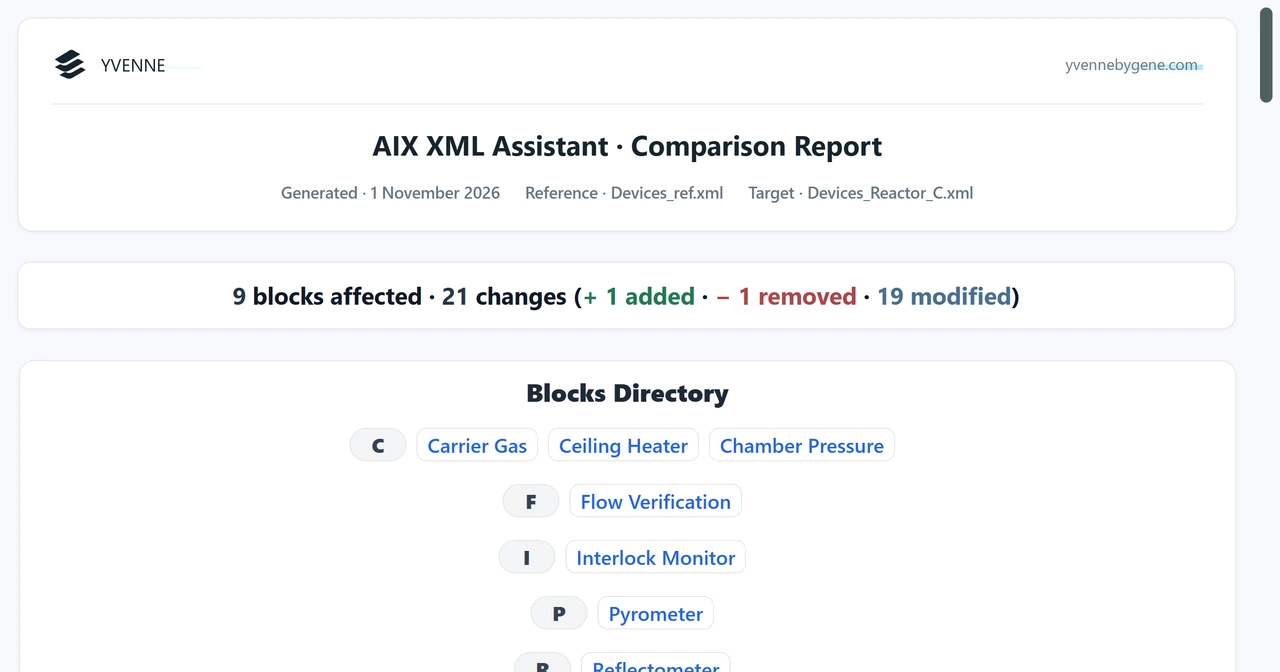 YVENNE
yvennebygene.com
AIX XML Assistant · Comparison Report
Generated · 1 November 2026 Reference · Devices_ref.xml Target · Devices_Reactor_C.xml
9 blocks affected · 21 changes (+ 1 added · − 1 removed · 19 modified)
Blocks Directory
C Carrier Gas Ceiling Heater Chamber Pressure
F Flow Verification
I Interlock Monitor
P Pyrometer
R Reflectometer